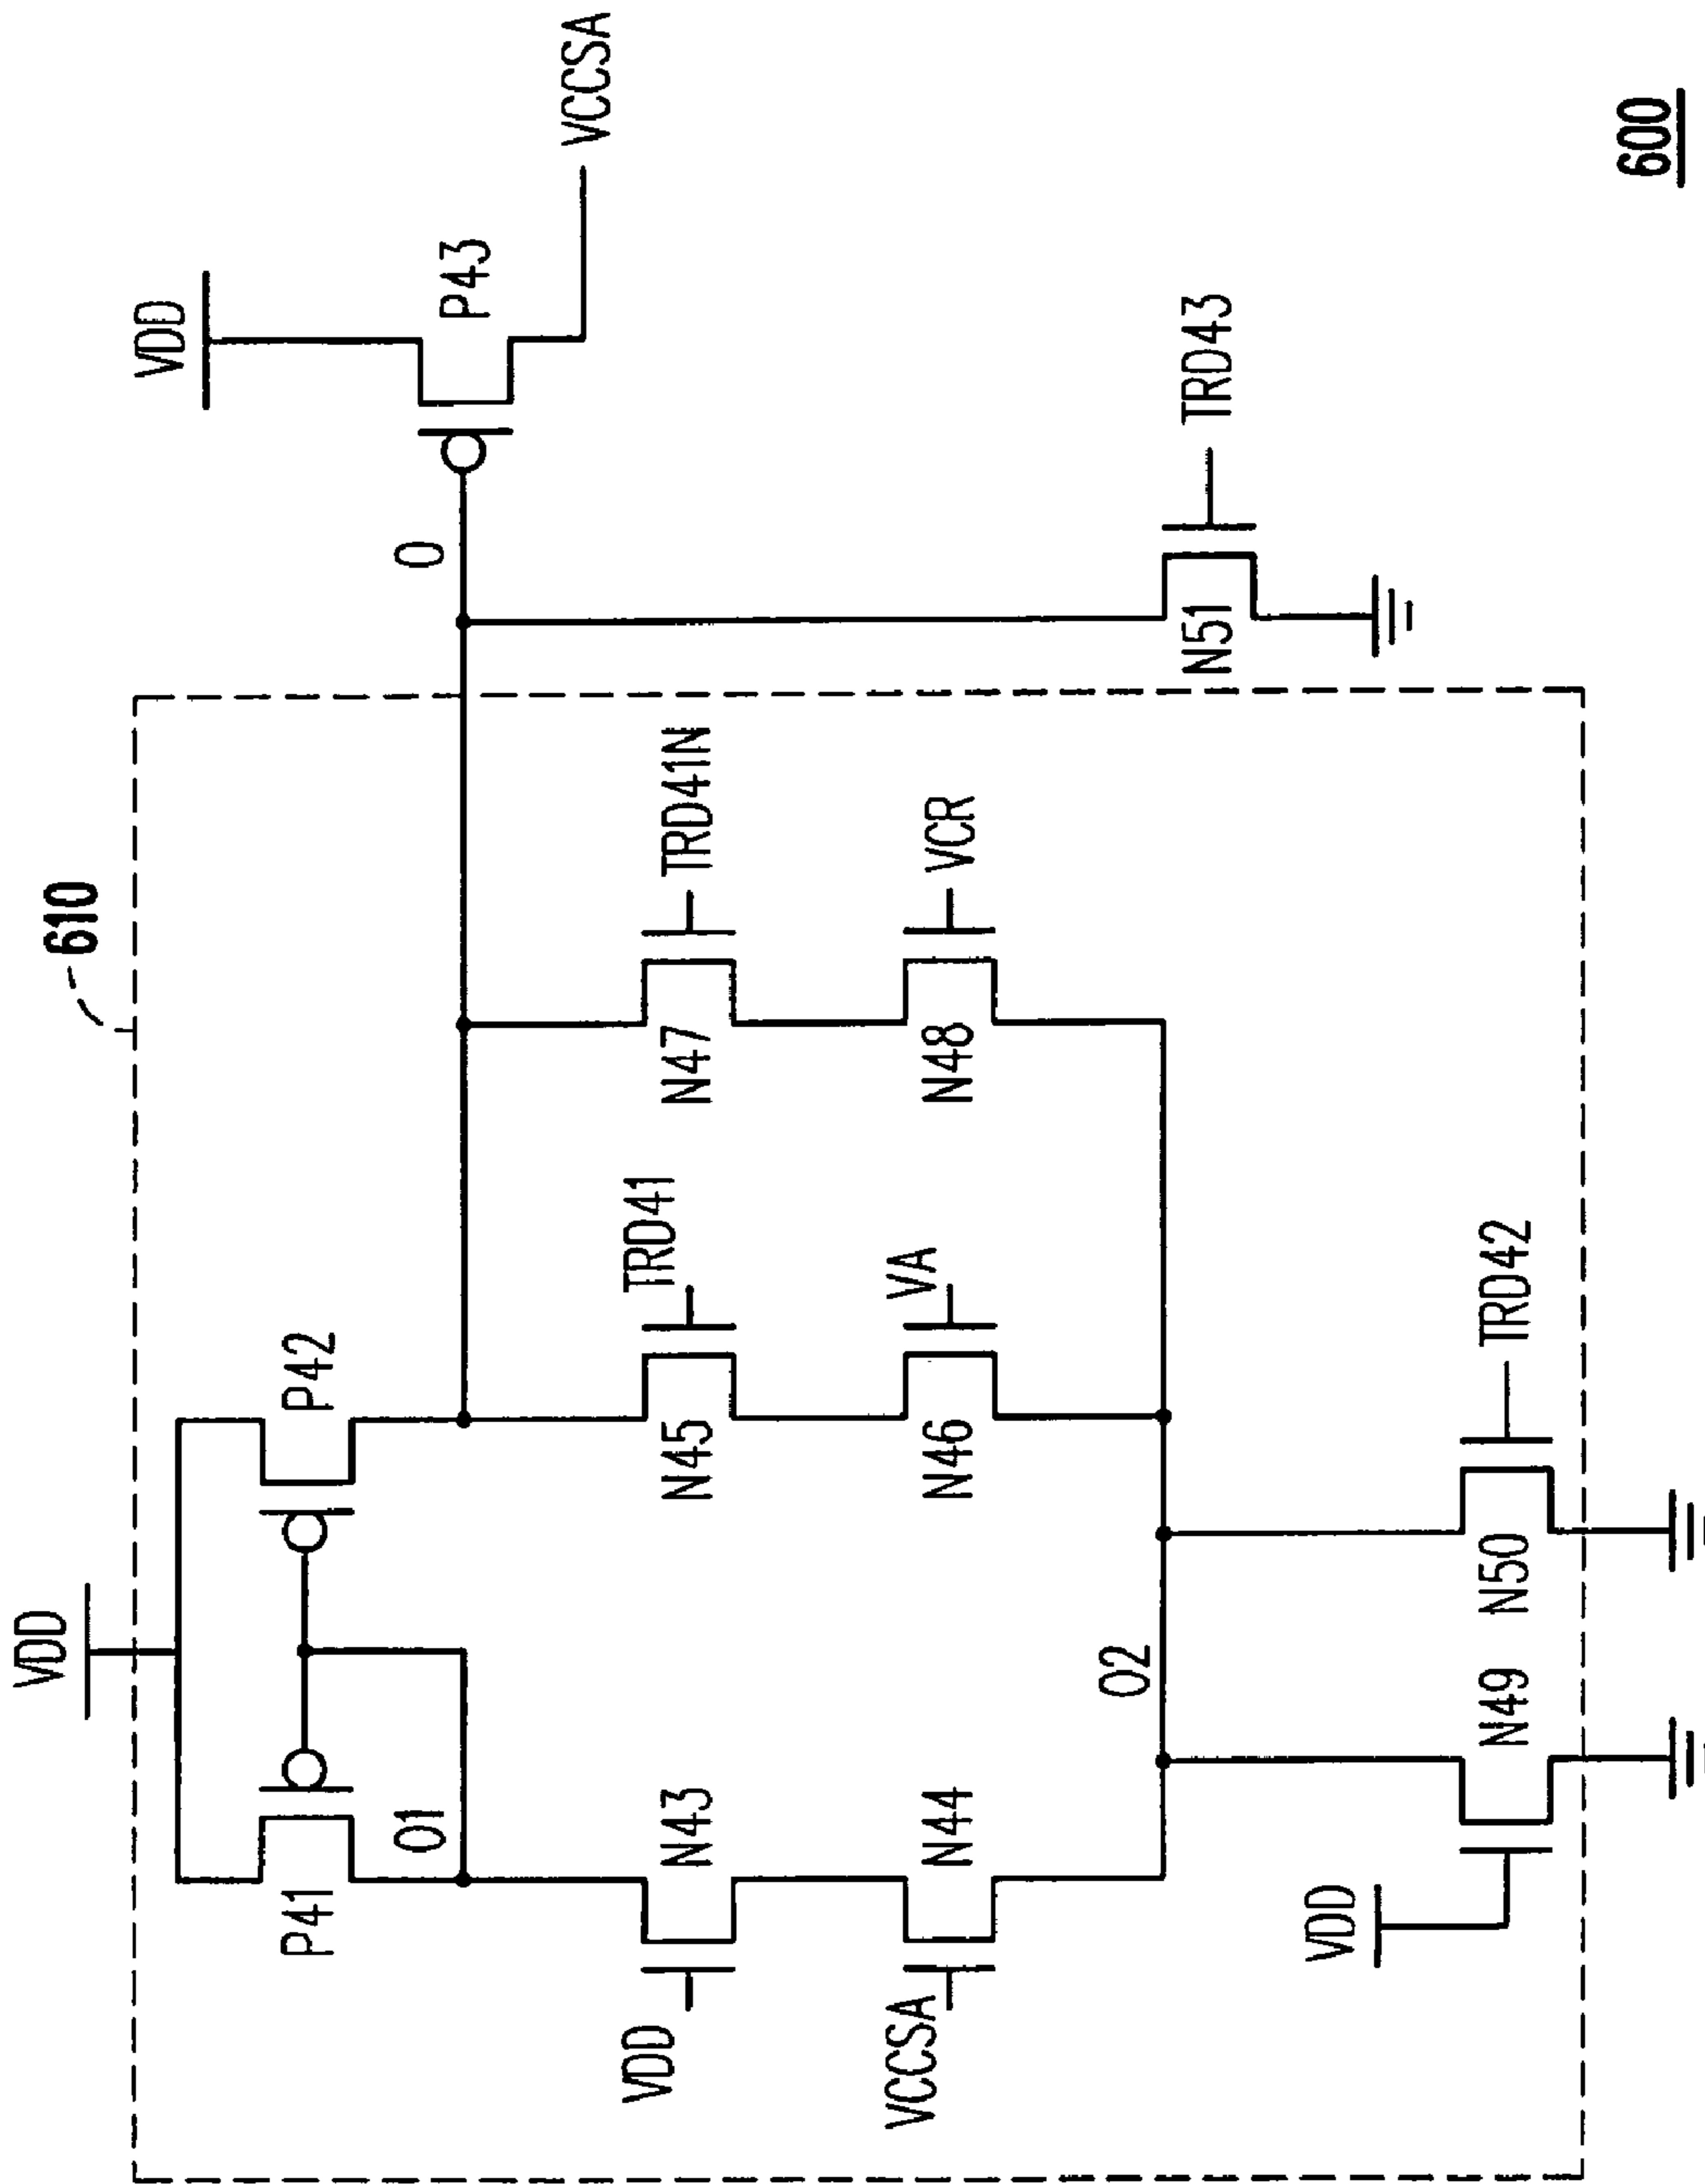 610
VDD
VDD
P41
P42
P43
VCCSA
O1
O
VDD
N43
N45
TRD41
N47
TRD41N
VCCSA
N44
N46
VA
N48
VCR
O2
N51
TRD43
VDD
N49
N50
TRD42
600